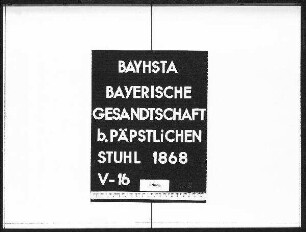 BAYHSTA
BAYERISCHE
GESANDTSCHAFT
b. PÄPSTLiCHEN
STUHL 1868
V-16